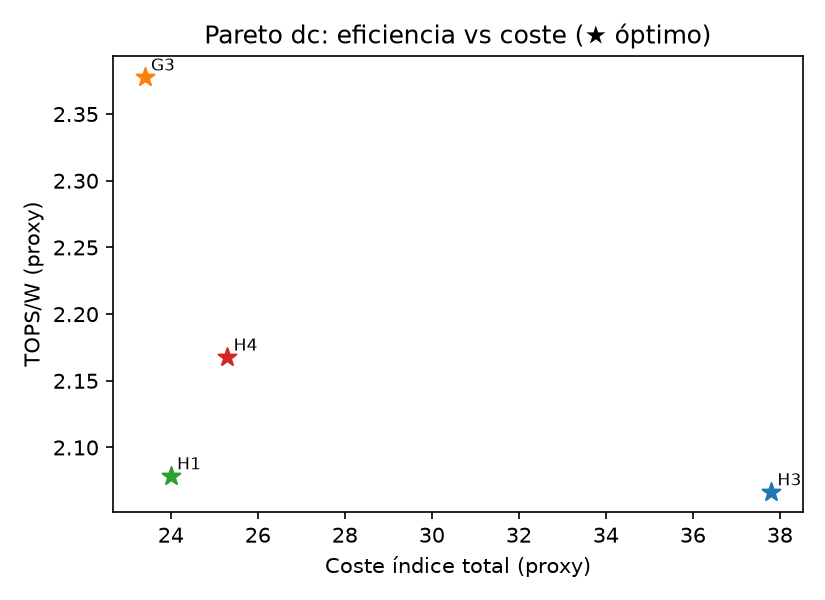 Pareto dc: eficiencia vs coste (★ óptimo)
G3
2.35
2.30
2.25
2.20
H4
2.15
2.10
H1
H3
TOPS/W (proxy)
24 26 28 30 32 34 36 38
Coste índice total (proxy)